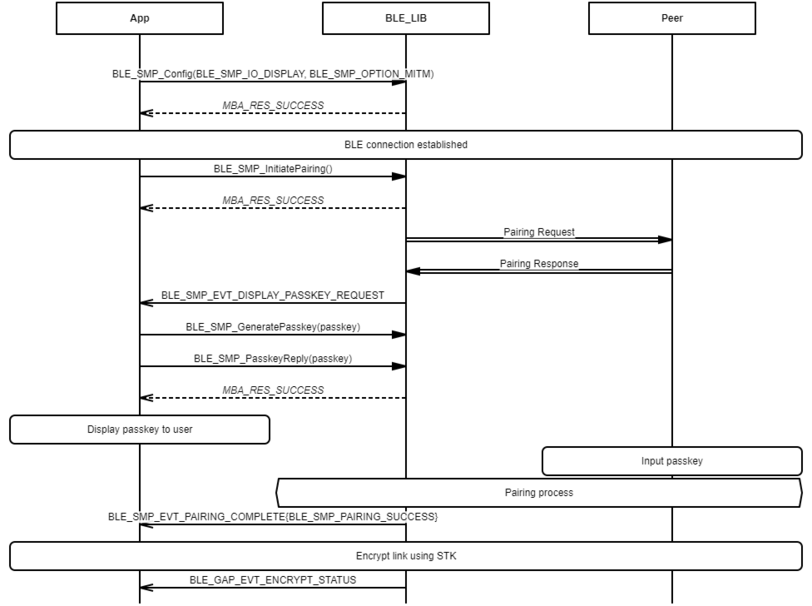 App
BLE_LIB
Peer
BLE_SMP_Config(BLE_SMP_IO_DISPLAY, BLE_SMP_OPTION_MITM)
MBA_RES_SUCCESS
BLE connection established
BLE_SMP_InitiatePairing()
MBA_RES_SUCCESS
Pairing Request
Pairing Response
BLE_SMP_EVT_DISPLAY_PASSKEY_REQUEST
BLE_SMP_GeneratePasskey(passkey)
BLE_SMP_PasskeyReply(passkey)
MBA_RES_SUCCESS
Display passkey to user
Input passkey
Pairing process
BLE_SMP_EVT_PAIRING_COMPLETE{BLE_SMP_PAIRING_SUCCESS}
Encrypt link using STK
BLE_GAP_EVT_ENCRYPT_STATUS